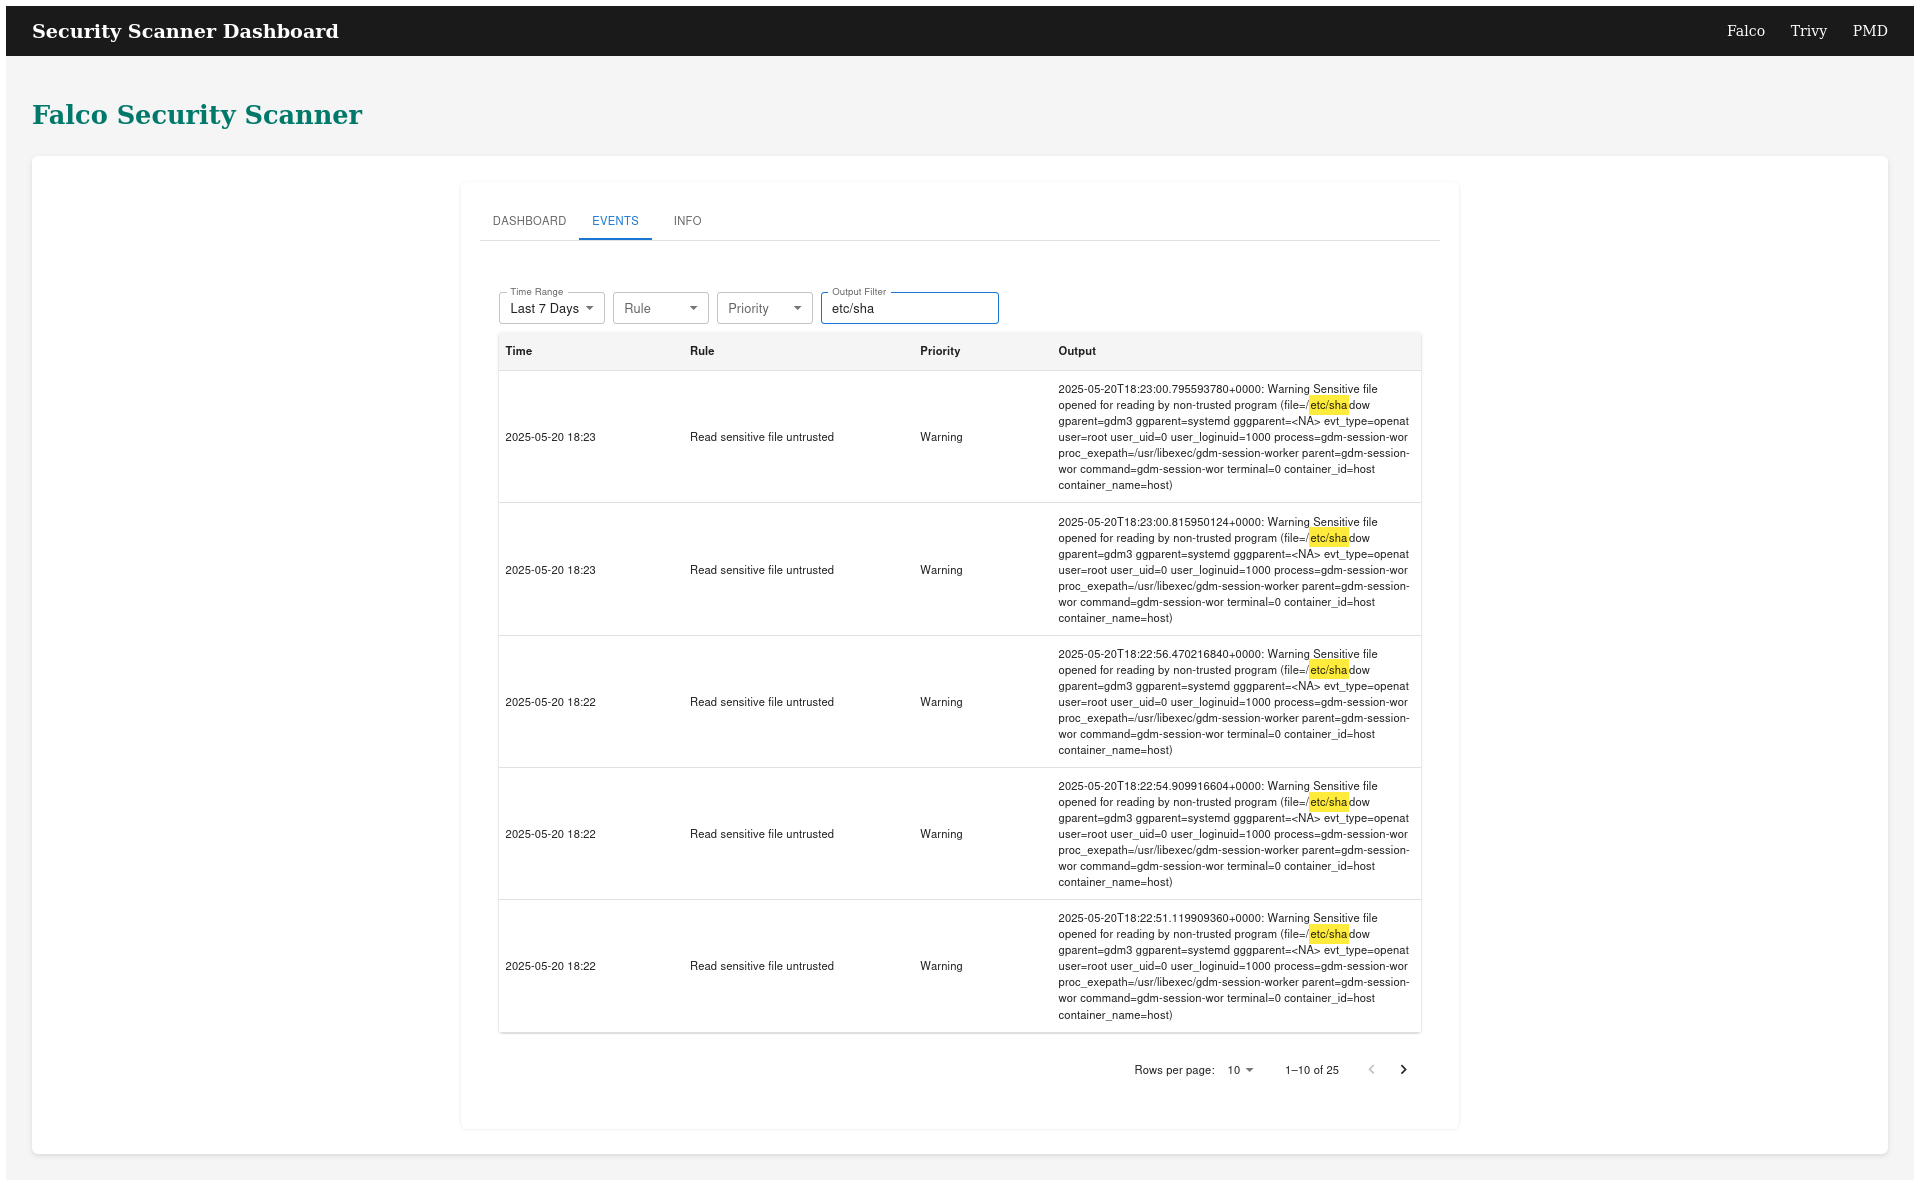 Security Scanner Dashboard
Falco Trivy PMD
Falco Security Scanner
DASHBOARD EVENTS INFO
Time Range
Last 7 Days
Rule
Priority
Output Filter
etc/sha
Time Rule Priority Output
2025-05-20 18:23 Read sensitive file untrusted Warning
2025-05-20T18:23:00.795593780+0000: Warning Sensitive file
opened for reading by non-trusted program (file=/etc/shadow
gparent=gdm3 ggparent=systemd gggparent=<NA> evt_type=openat
user=root user_uid=0 user_loginuid=1000 process=gdm-session-wor
proc_exepath=/usr/libexec/gdm-session-worker parent=gdm-session-
wor command=gdm-session-wor terminal=0 container_id=host
container_name=host)
2025-05-20 18:23 Read sensitive file untrusted Warning
2025-05-20T18:23:00.815950124+0000: Warning Sensitive file
opened for reading by non-trusted program (file=/etc/shadow
gparent=gdm3 ggparent=systemd gggparent=<NA> evt_type=openat
user=root user_uid=0 user_loginuid=1000 process=gdm-session-wor
proc_exepath=/usr/libexec/gdm-session-worker parent=gdm-session-
wor command=gdm-session-wor terminal=0 container_id=host
container_name=host)
2025-05-20 18:22 Read sensitive file untrusted Warning
2025-05-20T18:22:56.470216840+0000: Warning Sensitive file
opened for reading by non-trusted program (file=/etc/shadow
gparent=gdm3 ggparent=systemd gggparent=<NA> evt_type=openat
user=root user_uid=0 user_loginuid=1000 process=gdm-session-wor
proc_exepath=/usr/libexec/gdm-session-worker parent=gdm-session-
wor command=gdm-session-wor terminal=0 container_id=host
container_name=host)
2025-05-20 18:22 Read sensitive file untrusted Warning
2025-05-20T18:22:54.909916604+0000: Warning Sensitive file
opened for reading by non-trusted program (file=/etc/shadow
gparent=gdm3 ggparent=systemd gggparent=<NA> evt_type=openat
user=root user_uid=0 user_loginuid=1000 process=gdm-session-wor
proc_exepath=/usr/libexec/gdm-session-worker parent=gdm-session-
wor command=gdm-session-wor terminal=0 container_id=host
container_name=host)
2025-05-20 18:22 Read sensitive file untrusted Warning
2025-05-20T18:22:51.119909360+0000: Warning Sensitive file
opened for reading by non-trusted program (file=/etc/shadow
gparent=gdm3 ggparent=systemd gggparent=<NA> evt_type=openat
user=root user_uid=0 user_loginuid=1000 process=gdm-session-wor
proc_exepath=/usr/libexec/gdm-session-worker parent=gdm-session-
wor command=gdm-session-wor terminal=0 container_id=host
container_name=host)
Rows per page: 10 1–10 of 25